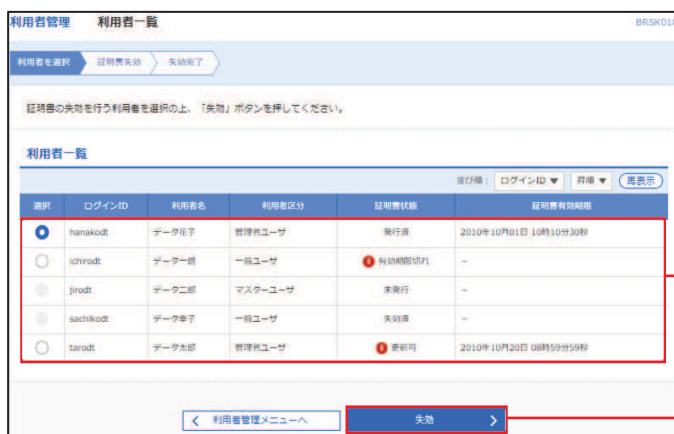 利用者管理 利用者一覧 BRSK018
利用者を選択 証明書失効 失効完了
証明書の失効を行う利用者を選択の上、「失効」ボタンを押してください。
利用者一覧
並び順： ログインID ▼ 昇順 ▼ 再表示
選択 ログインID 利用者名 利用者区分 証明書状態 証明書有効期限
hanakodt データ花子 管理者ユーザ 発行済 2010年10月01日 10時10分30秒
ichirodt データ一郎 一般ユーザ 有効期限切れ －
jirodt データ二郎 マスターユーザ 未発行 －
sachikodt データ幸子 一般ユーザ 失効済 －
tarodt データ太郎 管理者ユーザ 更新可 2010年10月20日 08時59分59秒
利用者管理メニューへ 失効